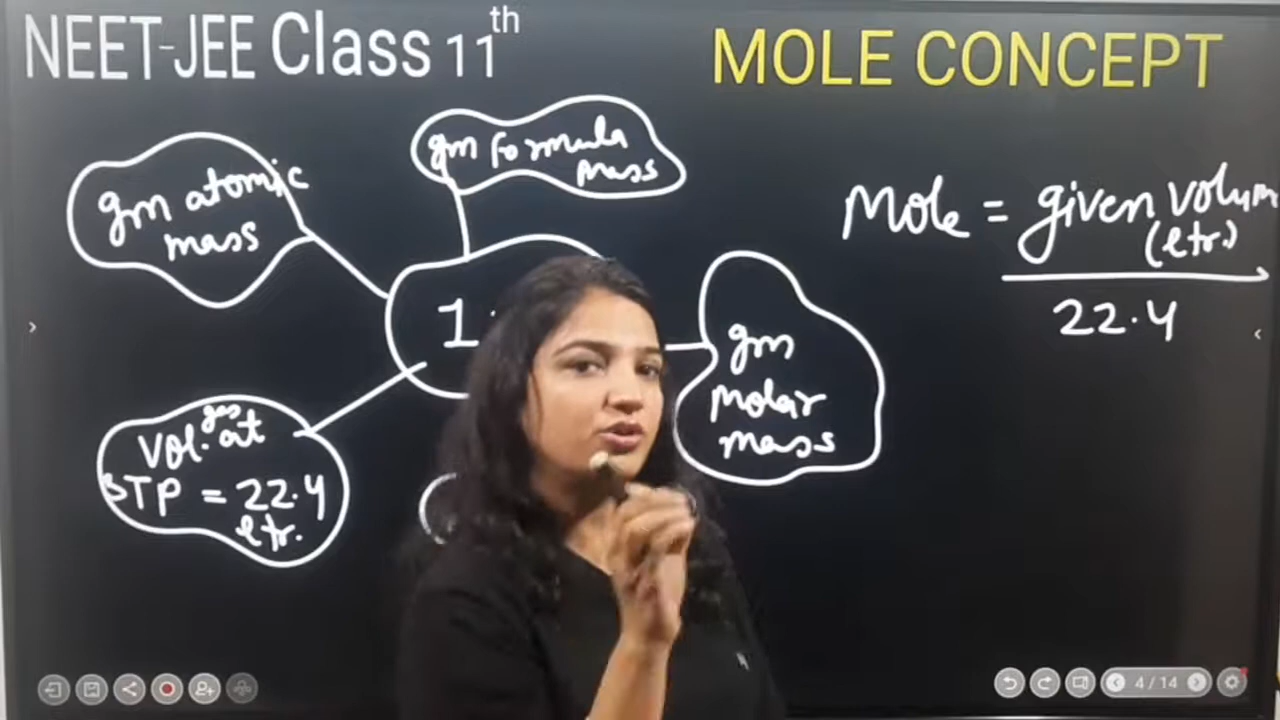 NEET-JEE Class 11th
MOLE CONCEPT
gm atomic
mass
gm formula
mass
1
gm
molar
mass
Vol. gas at
STP = 22.4
ltr.
Mole = given volum
(ltr.)
22.4
4/14